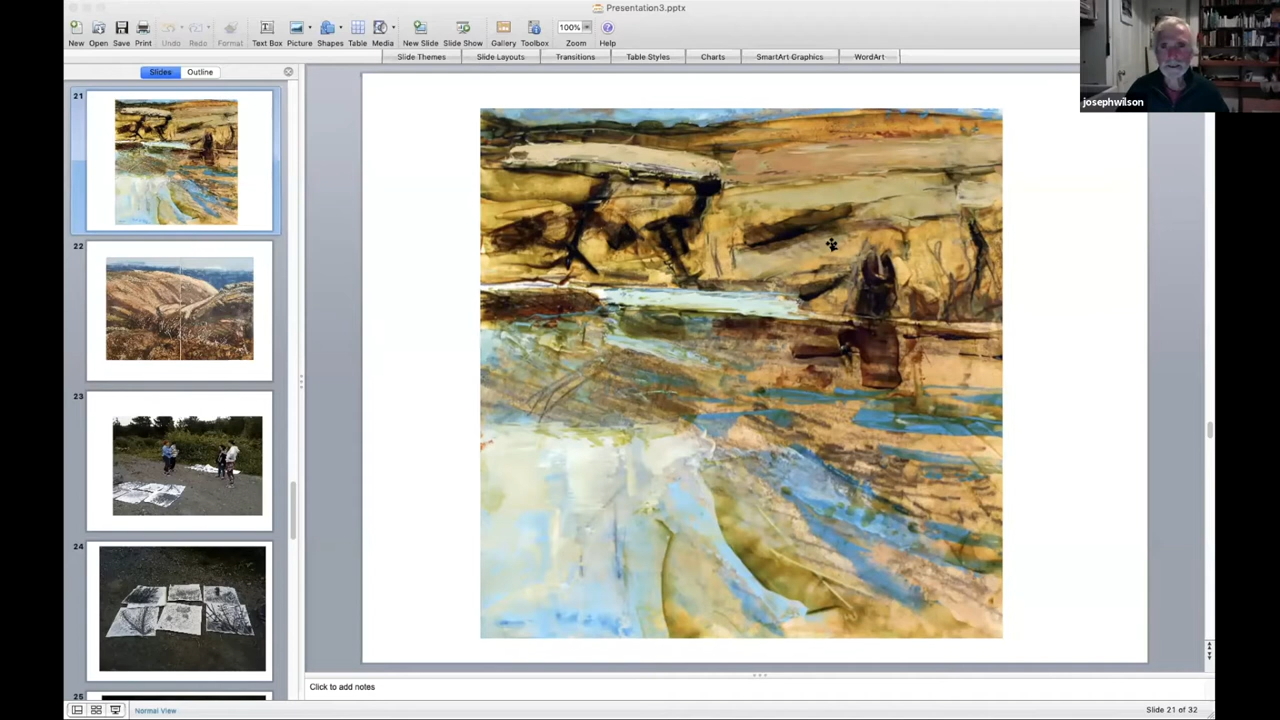 Presentation3.pptx
New Open Save Print Undo Redo Format Text Box Picture Shapes Table Media New Slide Slide Show Gallery Toolbox Zoom Help
100%
Slide Themes Slide Layouts Transitions Table Styles Charts SmartArt Graphics WordArt
Slides Outline
josephwilson
21
22
23
24
25
Click to add notes
Normal View
Slide 21 of 32